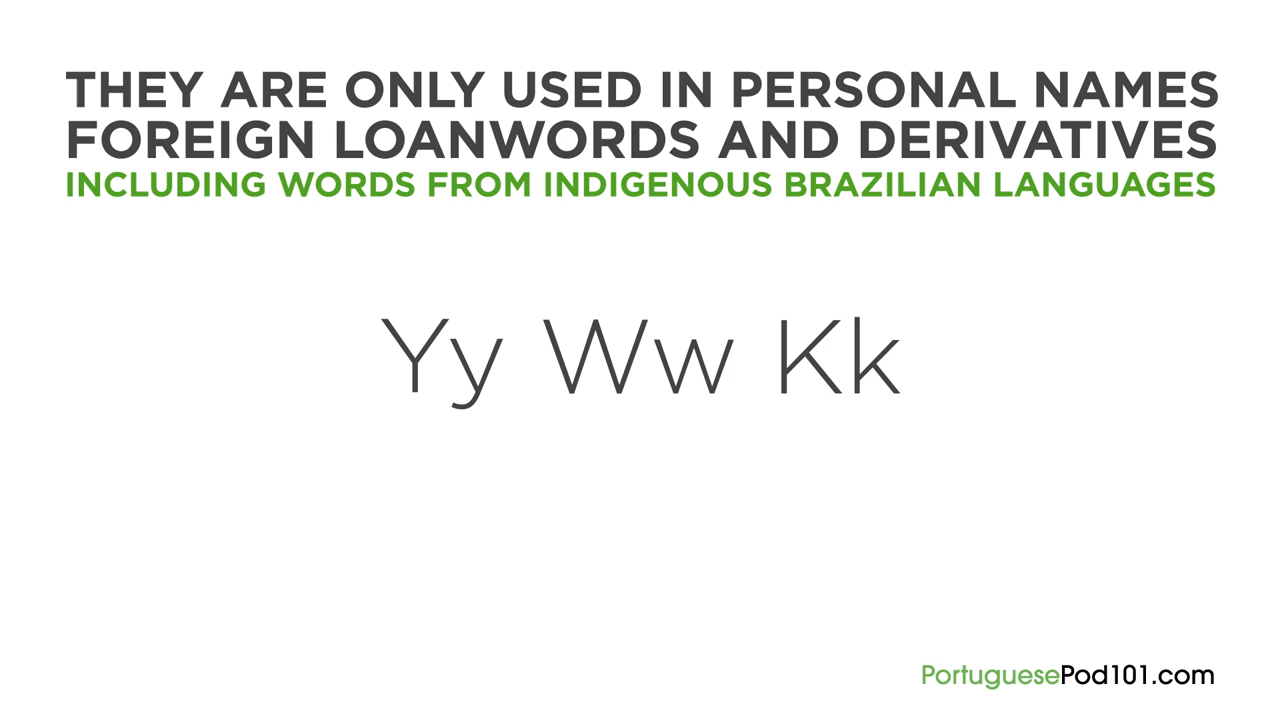 THEY ARE ONLY USED IN PERSONAL NAMES
FOREIGN LOANWORDS AND DERIVATIVES
INCLUDING WORDS FROM INDIGENOUS BRAZILIAN LANGUAGES
Yy Ww Kk
PortuguesePod101.com